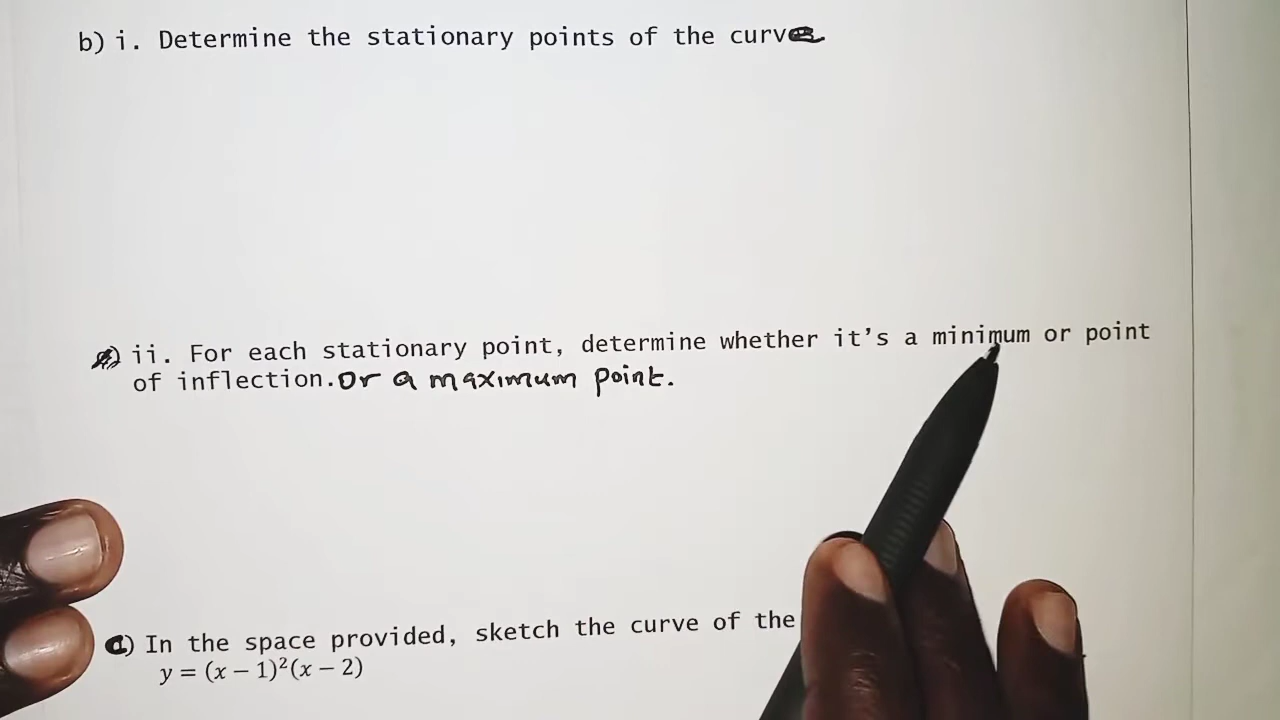 b) i. Determine the stationary points of the curve
ii. For each stationary point, determine whether it’s a minimum or point
of inflection. Or a maximum point.
a) In the space provided, sketch the curve of the
y = (x − 1)²(x − 2)